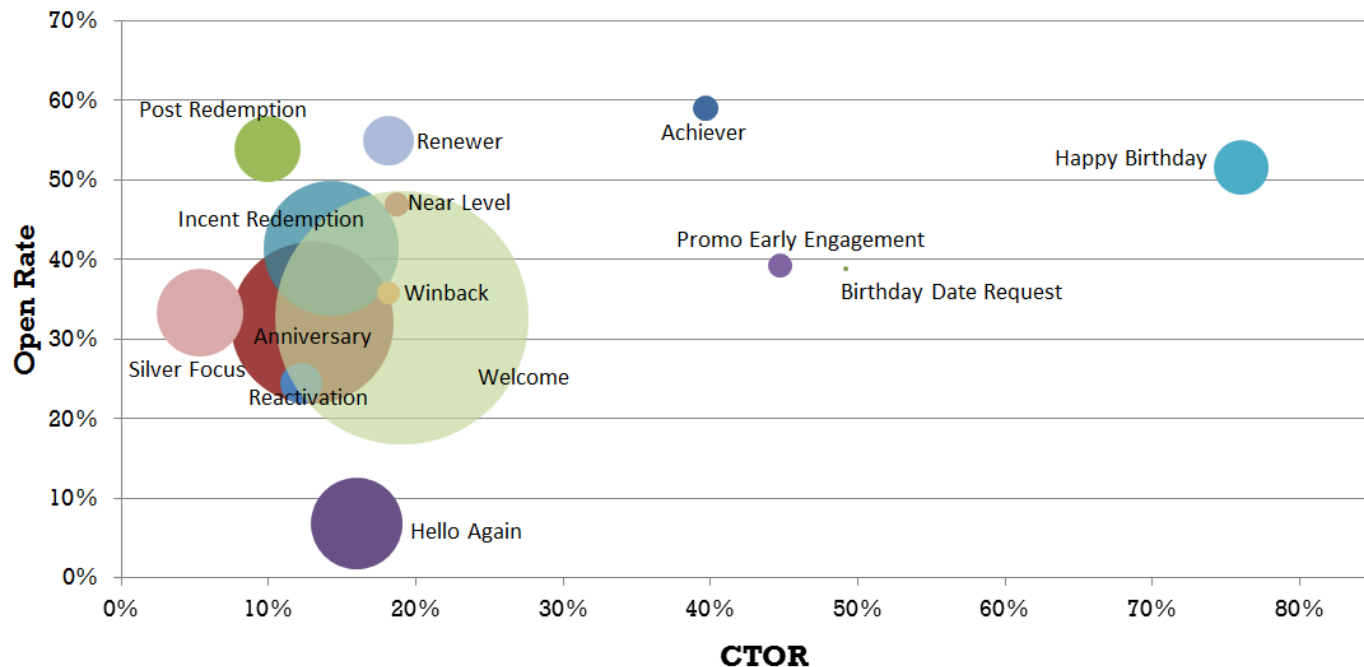 70%
60%
50%
40%
30%
20%
10%
0%
Open Rate
Post Redemption
Renewer
Achiever
Happy Birthday
Near Level
Incent Redemption
Promo Early Engagement
Birthday Date Request
Winback
Anniversary
Silver Focus
Welcome
Reactivation
Hello Again
0%
10%
20%
30%
40%
50%
60%
70%
80%
CTOR